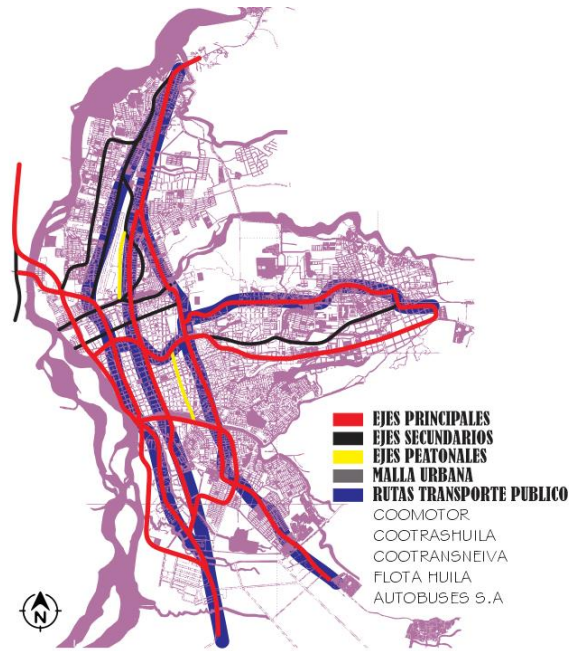 EJES PRINCIPALES
EJES SECUNDARIOS
EJES PEATONALES
MALLA URBANA
RUTAS TRANSPORTE PUBLICO
COOMOTOR
COOTRASHUILA
COOTRANSNEIVA
FLOTA HUILA
AUTOBUSES S.A
N